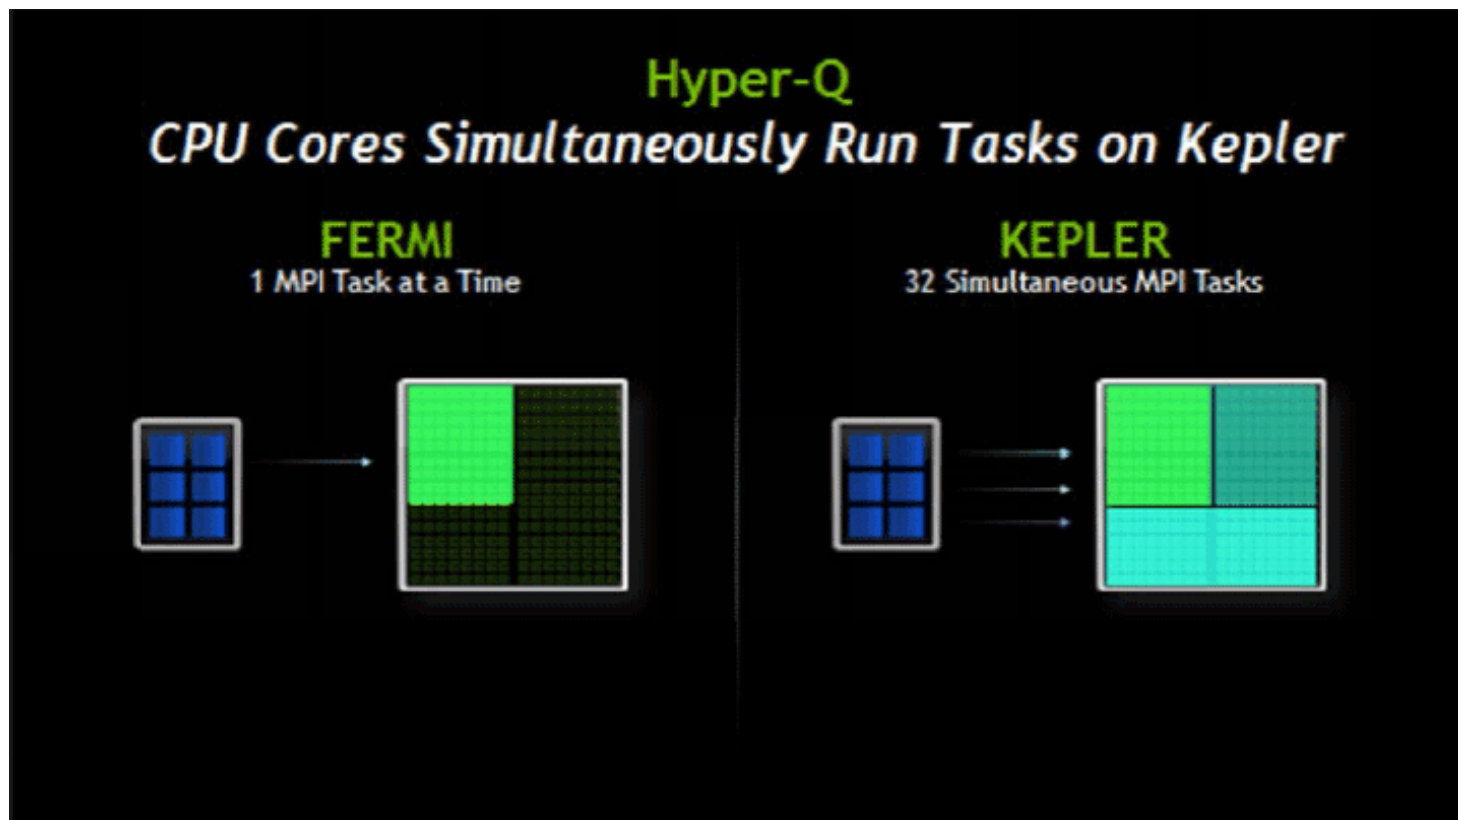 Hyper-Q
CPU Cores Simultaneously Run Tasks on Kepler
FERMI
1 MPI Task at a Time
KEPLER
32 Simultaneous MPI Tasks